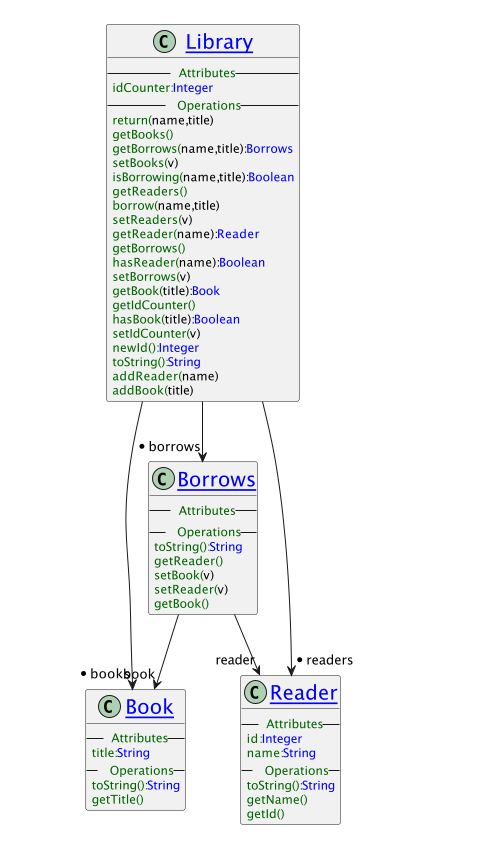 C Library
Attributes
idCounter:Integer
Operations
return(name,title)
getBooks()
getBorrows(name,title):Borrows
setBooks(v)
isBorrowing(name,title):Boolean
getReaders()
borrow(name,title)
setReaders(v)
getReader(name):Reader
getBorrows()
hasReader(name):Boolean
setBorrows(v)
getBook(title):Book
getIdCounter()
hasBook(title):Boolean
setIdCounter(v)
newId():Integer
toString():String
addReader(name)
addBook(title)
* borrows
C Borrows
Attributes
Operations
toString():String
getReader()
setBook(v)
setReader(v)
getBook()
* books
book
reader
* readers
C Book
Attributes
title:String
Operations
toString():String
getTitle()
C Reader
Attributes
id:Integer
name:String
Operations
toString():String
getName()
getId()